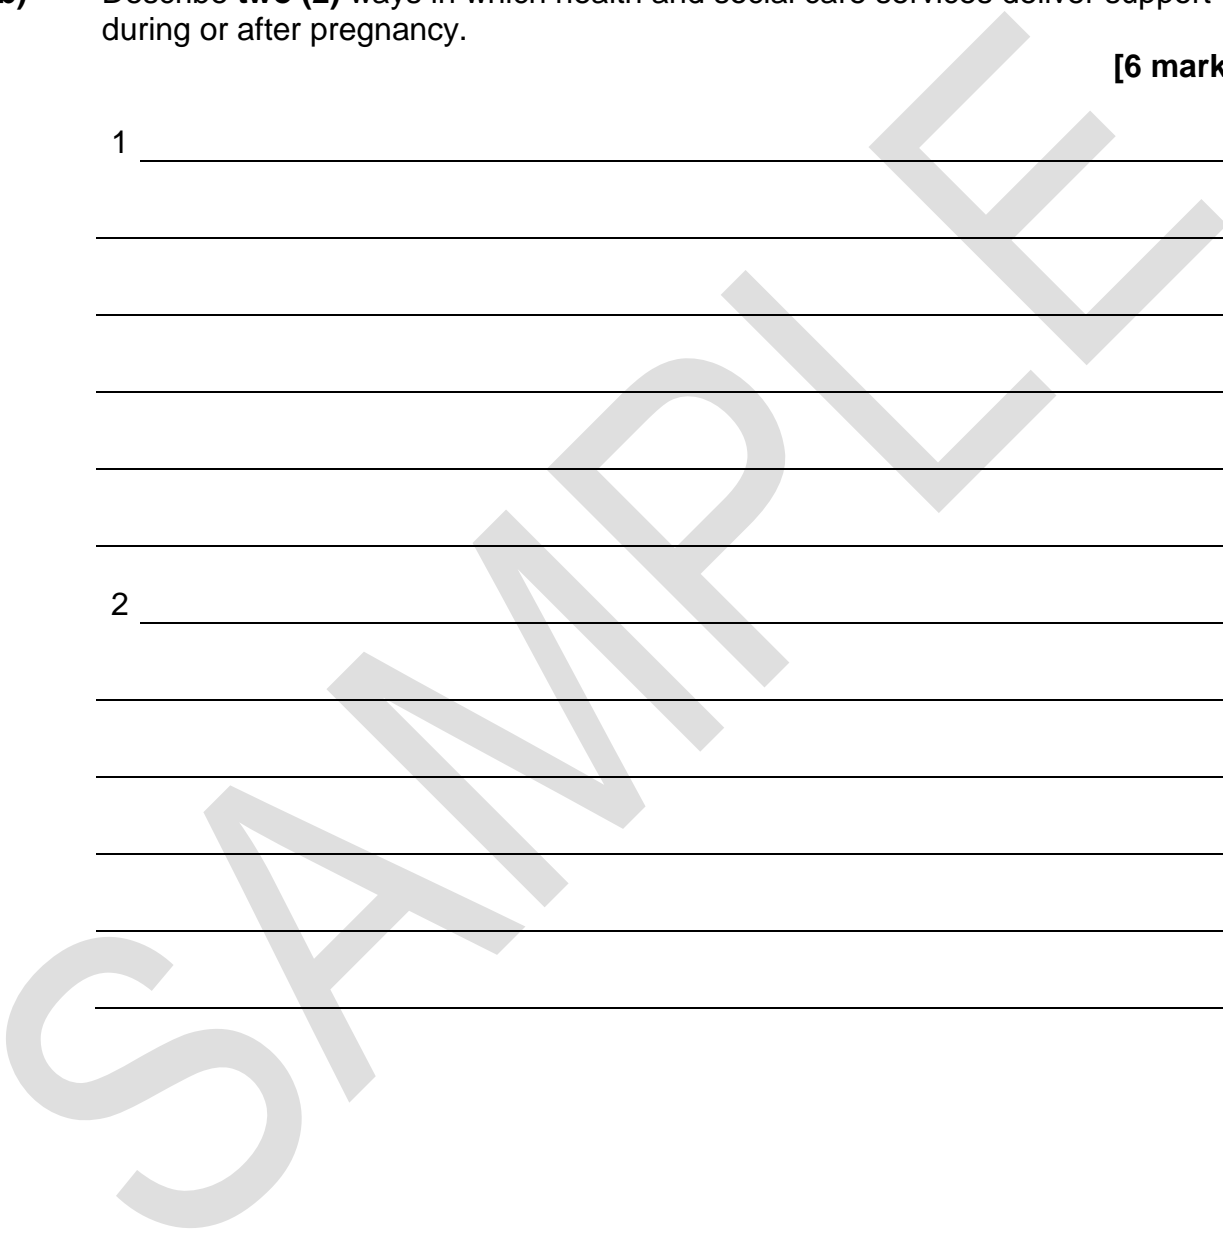 b) Describe two (2) ways in which health and social care services deliver support
during or after pregnancy.
[6 mark
1
2
SAMPLE